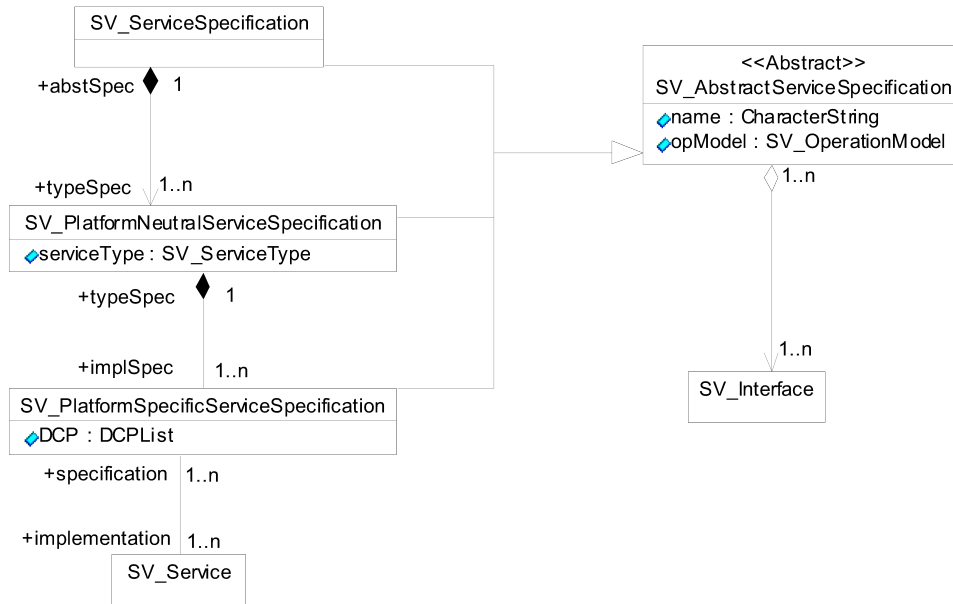 SV_ServiceSpecification
+abstSpec
1
+typeSpec
1..n
SV_PlatformNeutralServiceSpecification
serviceType : SV_ServiceType
+typeSpec
1
+implSpec
1..n
SV_PlatformSpecificServiceSpecification
DCP : DCPList
+specification
1..n
+implementation
1..n
SV_Service
<<Abstract>>
SV_AbstractServiceSpecification
name : CharacterString
opModel : SV_OperationModel
1..n
1..n
SV_Interface